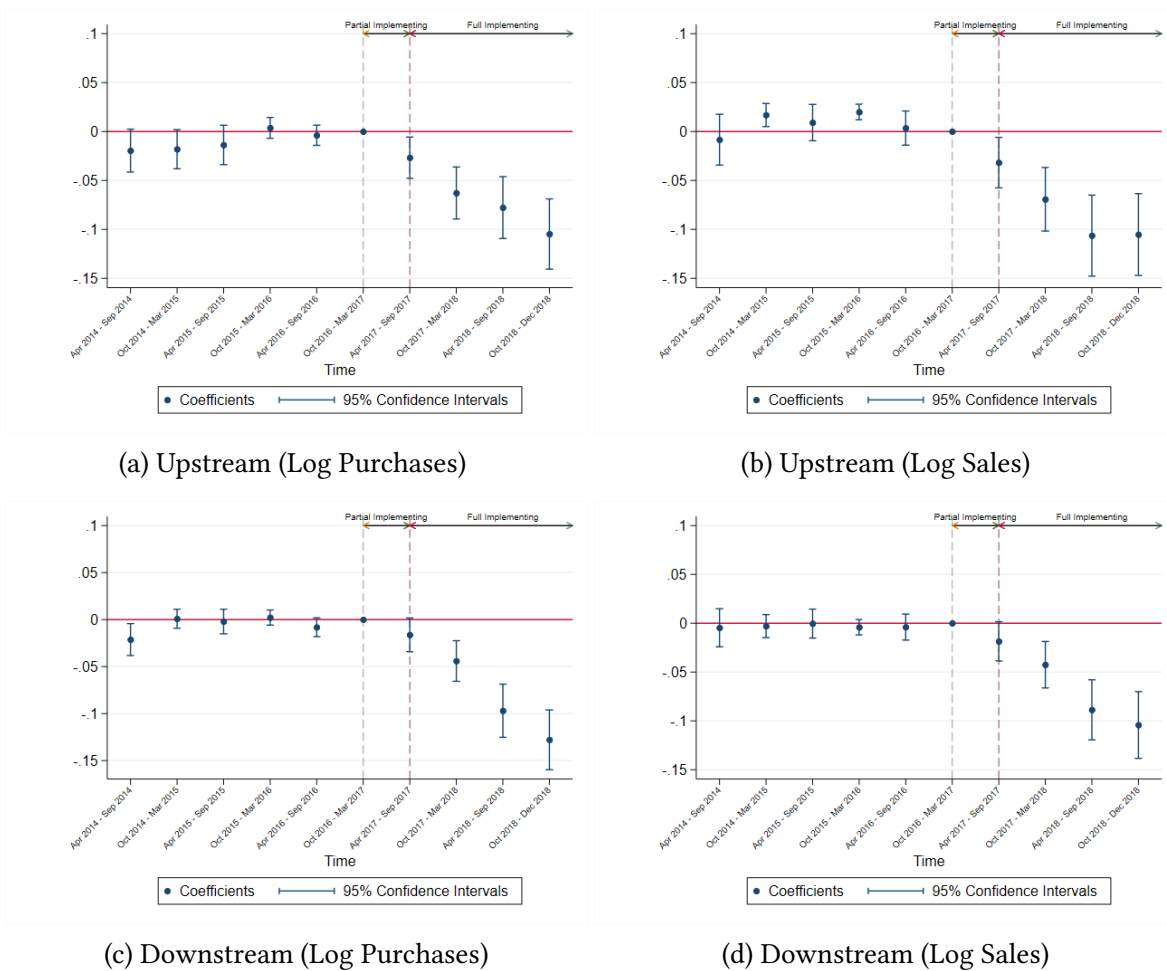 Partial Implementing Full Implementing
.1
.05
0
-.05
-.1
-.15
Apr 2014 - Sep 2014
Oct 2014 - Mar 2015
Apr 2015 - Sep 2015
Oct 2015 - Mar 2016
Apr 2016 - Sep 2016
Oct 2016 - Mar 2017
Apr 2017 - Sep 2017
Oct 2017 - Mar 2018
Apr 2018 - Sep 2018
Oct 2018 - Dec 2018
Time
Coefficients 95% Confidence Intervals
(a) Upstream (Log Purchases)
Partial Implementing Full Implementing
.1
.05
0
-.05
-.1
-.15
Apr 2014 - Sep 2014
Oct 2014 - Mar 2015
Apr 2015 - Sep 2015
Oct 2015 - Mar 2016
Apr 2016 - Sep 2016
Oct 2016 - Mar 2017
Apr 2017 - Sep 2017
Oct 2017 - Mar 2018
Apr 2018 - Sep 2018
Oct 2018 - Dec 2018
Time
Coefficients 95% Confidence Intervals
(b) Upstream (Log Sales)
Partial Implementing Full Implementing
.1
.05
0
-.05
-.1
-.15
Apr 2014 - Sep 2014
Oct 2014 - Mar 2015
Apr 2015 - Sep 2015
Oct 2015 - Mar 2016
Apr 2016 - Sep 2016
Oct 2016 - Mar 2017
Apr 2017 - Sep 2017
Oct 2017 - Mar 2018
Apr 2018 - Sep 2018
Oct 2018 - Dec 2018
Time
Coefficients 95% Confidence Intervals
(c) Downstream (Log Purchases)
Partial Implementing Full Implementing
.1
.05
0
-.05
-.1
-.15
Apr 2014 - Sep 2014
Oct 2014 - Mar 2015
Apr 2015 - Sep 2015
Oct 2015 - Mar 2016
Apr 2016 - Sep 2016
Oct 2016 - Mar 2017
Apr 2017 - Sep 2017
Oct 2017 - Mar 2018
Apr 2018 - Sep 2018
Oct 2018 - Dec 2018
Time
Coefficients 95% Confidence Intervals
(d) Downstream (Log Sales)